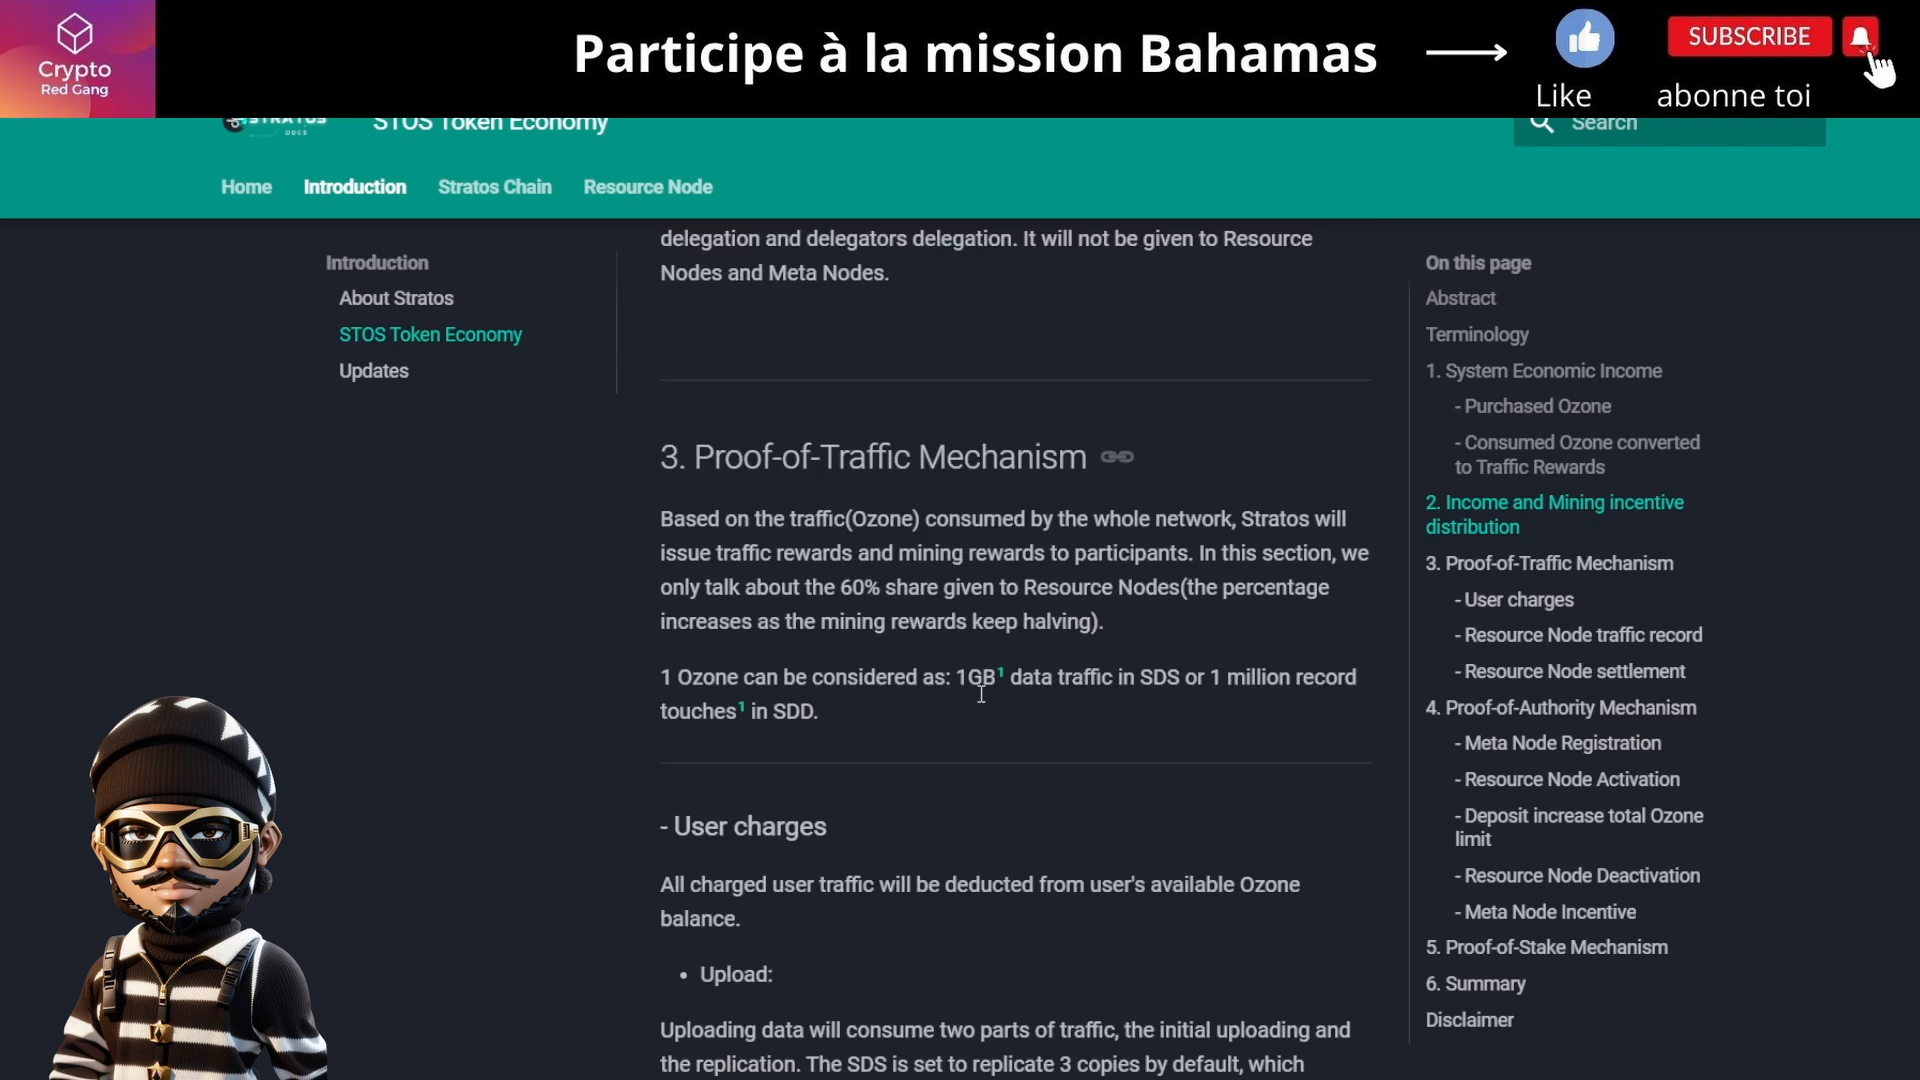 Crypto
Red Gang
Participe à la mission Bahamas
Like
SUBSCRIBE
abonne toi
STRATOS
DOCS
STOS Token Economy
Search
Home
Introduction
Stratos Chain
Resource Node
Introduction
About Stratos
STOS Token Economy
Updates
delegation and delegators delegation. It will not be given to Resource
Nodes and Meta Nodes.
3. Proof-of-Traffic Mechanism
Based on the traffic(Ozone) consumed by the whole network, Stratos will
issue traffic rewards and mining rewards to participants. In this section, we
only talk about the 60% share given to Resource Nodes(the percentage
increases as the mining rewards keep halving).
1 Ozone can be considered as: 1GB¹ data traffic in SDS or 1 million record
touches¹ in SDD.
- User charges
All charged user traffic will be deducted from user's available Ozone
balance.
• Upload:
Uploading data will consume two parts of traffic, the initial uploading and
the replication. The SDS is set to replicate 3 copies by default, which
On this page
Abstract
Terminology
1. System Economic Income
- Purchased Ozone
- Consumed Ozone converted
to Traffic Rewards
2. Income and Mining incentive
distribution
3. Proof-of-Traffic Mechanism
- User charges
- Resource Node traffic record
- Resource Node settlement
4. Proof-of-Authority Mechanism
- Meta Node Registration
- Resource Node Activation
- Deposit increase total Ozone
limit
- Resource Node Deactivation
- Meta Node Incentive
5. Proof-of-Stake Mechanism
6. Summary
Disclaimer